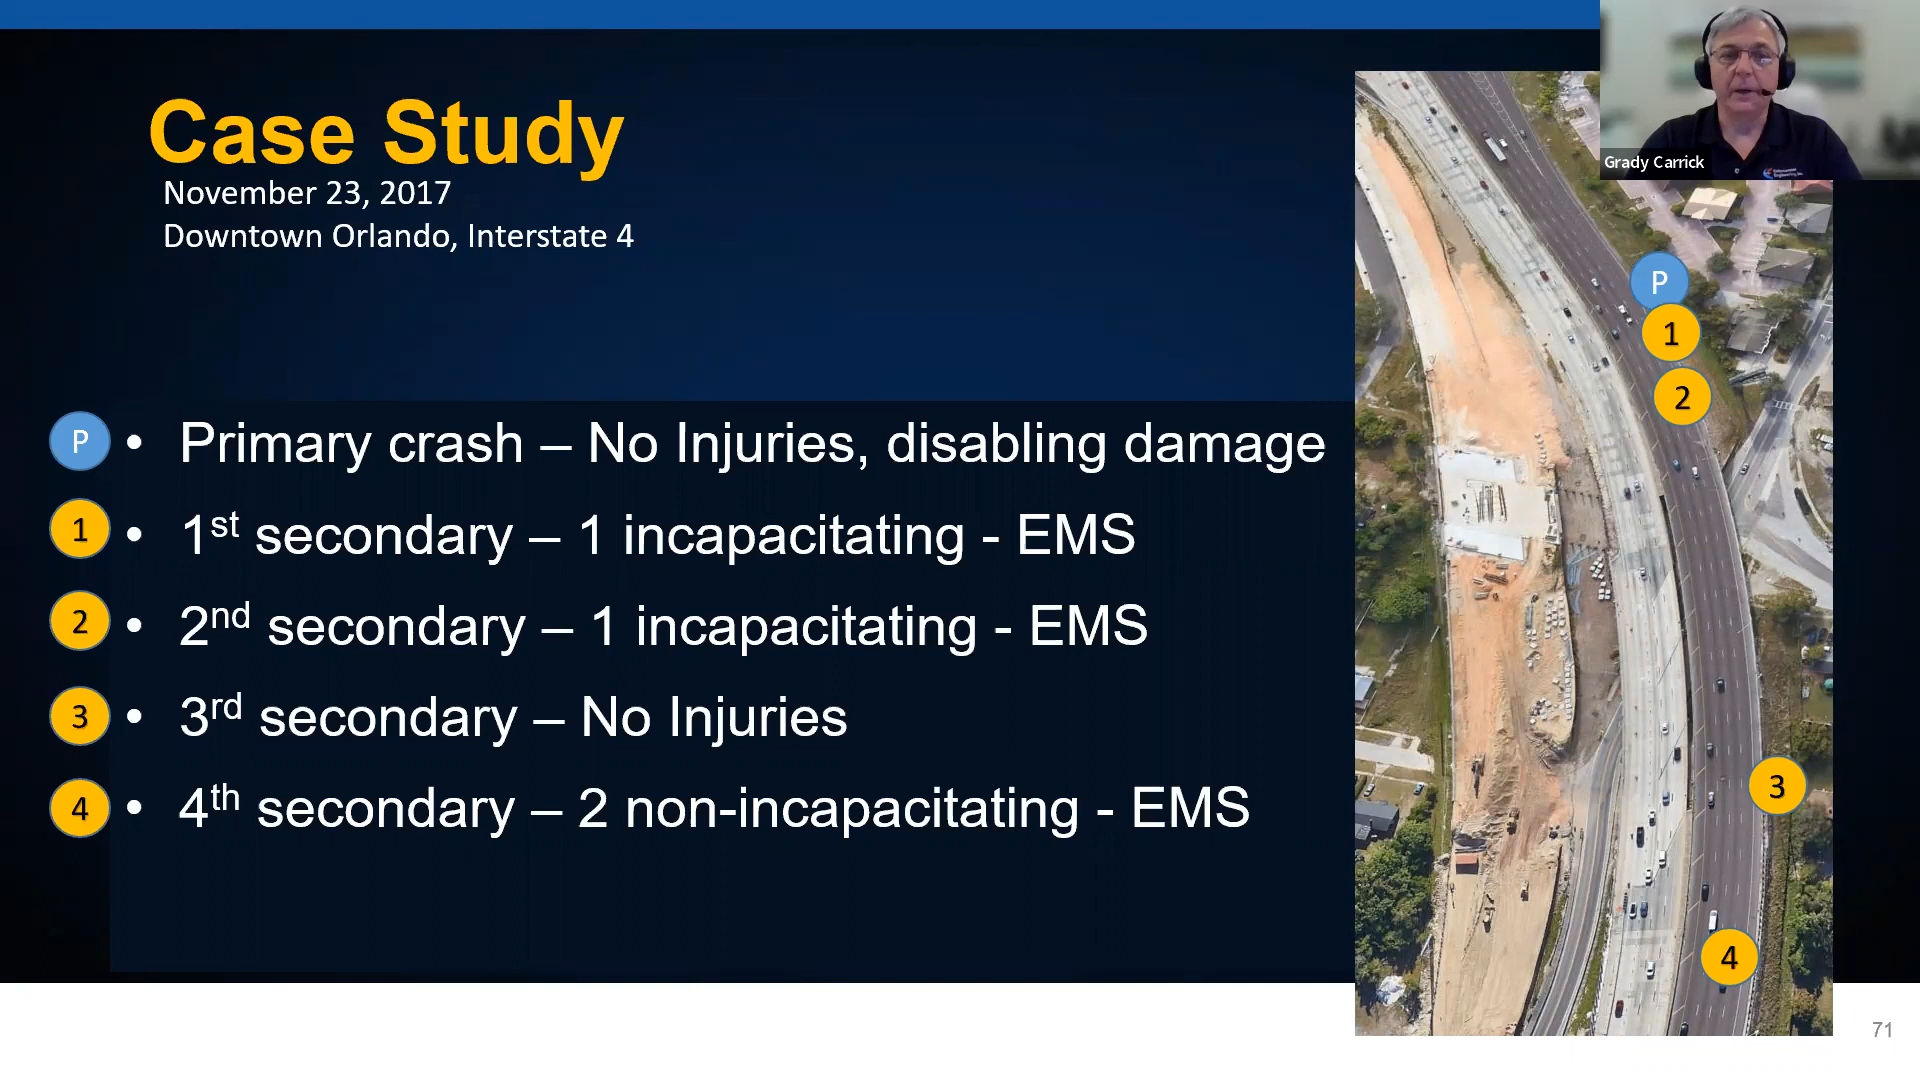 Case Study
November 23, 2017
Downtown Orlando, Interstate 4
Grady Carrick
P • Primary crash – No Injuries, disabling damage
1 • 1st secondary – 1 incapacitating - EMS
2 • 2nd secondary – 1 incapacitating - EMS
3 • 3rd secondary – No Injuries
4 • 4th secondary – 2 non-incapacitating - EMS
P
1
2
3
4
71